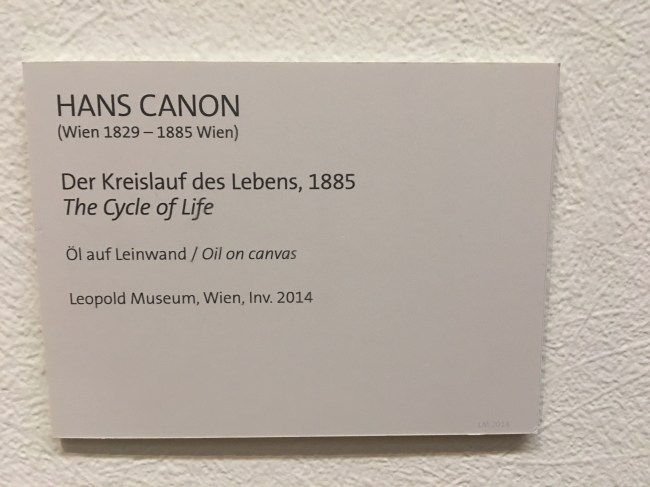 HANS CANON
(Wien 1829 – 1885 Wien)
Der Kreislauf des Lebens, 1885
The Cycle of Life
Öl auf Leinwand / Oil on canvas
Leopold Museum, Wien, Inv. 2014